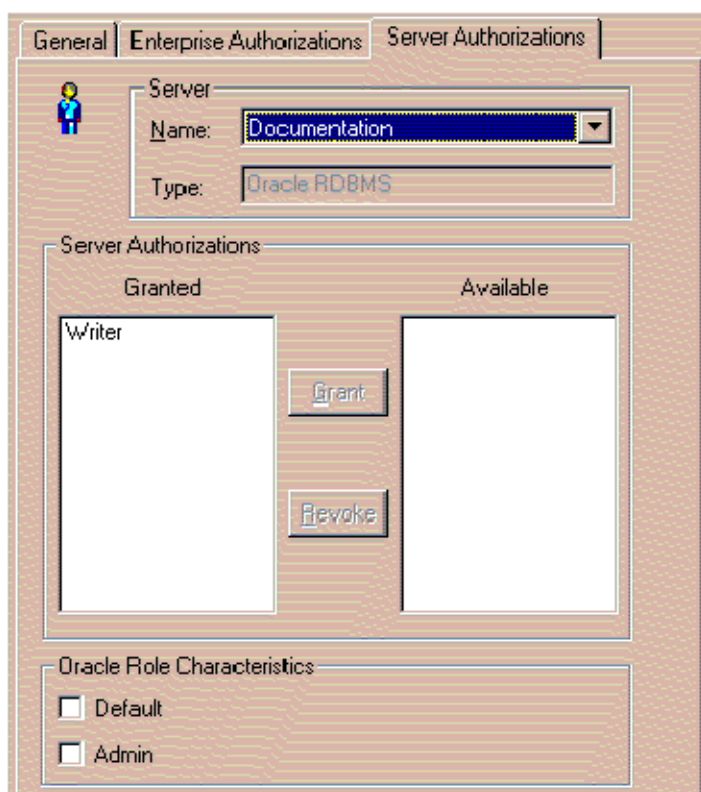 General Enterprise Authorizations Server Authorizations
Server
Name: Documentation
Type: Oracle RDBMS
Server Authorizations
Granted Available
Writer
Grant
Revoke
Oracle Role Characteristics
Default
Admin